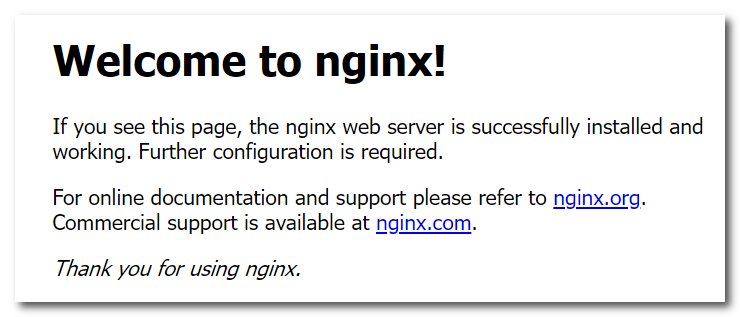 Welcome to nginx!
If you see this page, the nginx web server is successfully installed and
working. Further configuration is required.
For online documentation and support please refer to nginx.org.
Commercial support is available at nginx.com.
Thank you for using nginx.